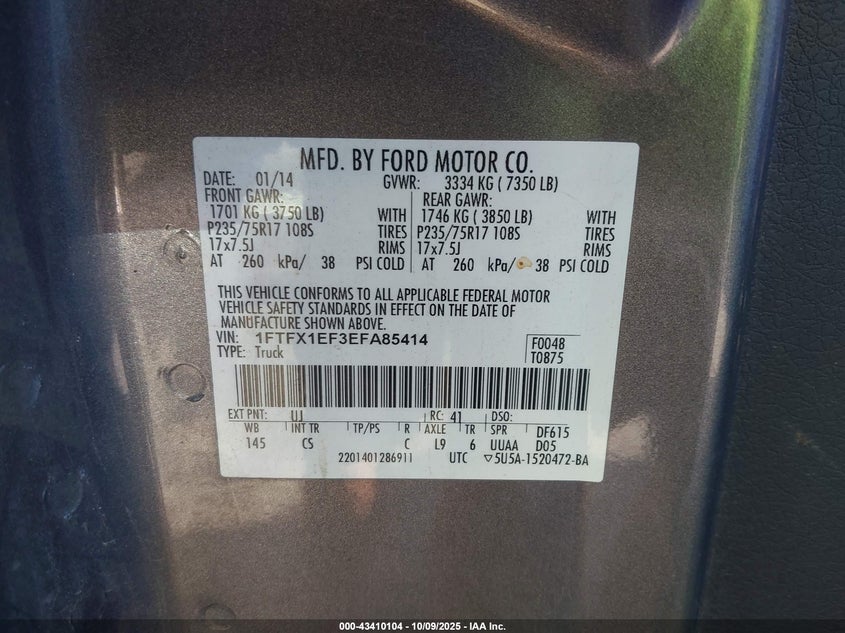 MFD. BY FORD MOTOR CO.
DATE: 01/14 GVWR: 3334 KG ( 7350 LB)
FRONT GAWR: REAR GAWR:
1701 KG ( 3750 LB) WITH 1746 KG ( 3850 LB) WITH
P235/75R17 108S TIRES P235/75R17 108S TIRES
17x7.5J RIMS 17x7.5J RIMS
AT 260 kPa/ 38 PSI COLD AT 260 kPa/ 38 PSI COLD
THIS VEHICLE CONFORMS TO ALL APPLICABLE FEDERAL MOTOR
VEHICLE SAFETY STANDARDS IN EFFECT ON THE DATE OF
MANUFACTURE SHOWN ABOVE.
VIN: 1FTFX1EF3EFA85414 F0048
TYPE: Truck T0875
EXT PNT: UJ RC: 41 DSO:
WB INT TR TP/PS R AXLE TR SPR DF615
145 CS C L9 6 UUAA D05
2201401286911 UTC ▽5U5A-1520472-BA
000-43410104 - 10/09/2025 - IAA Inc.